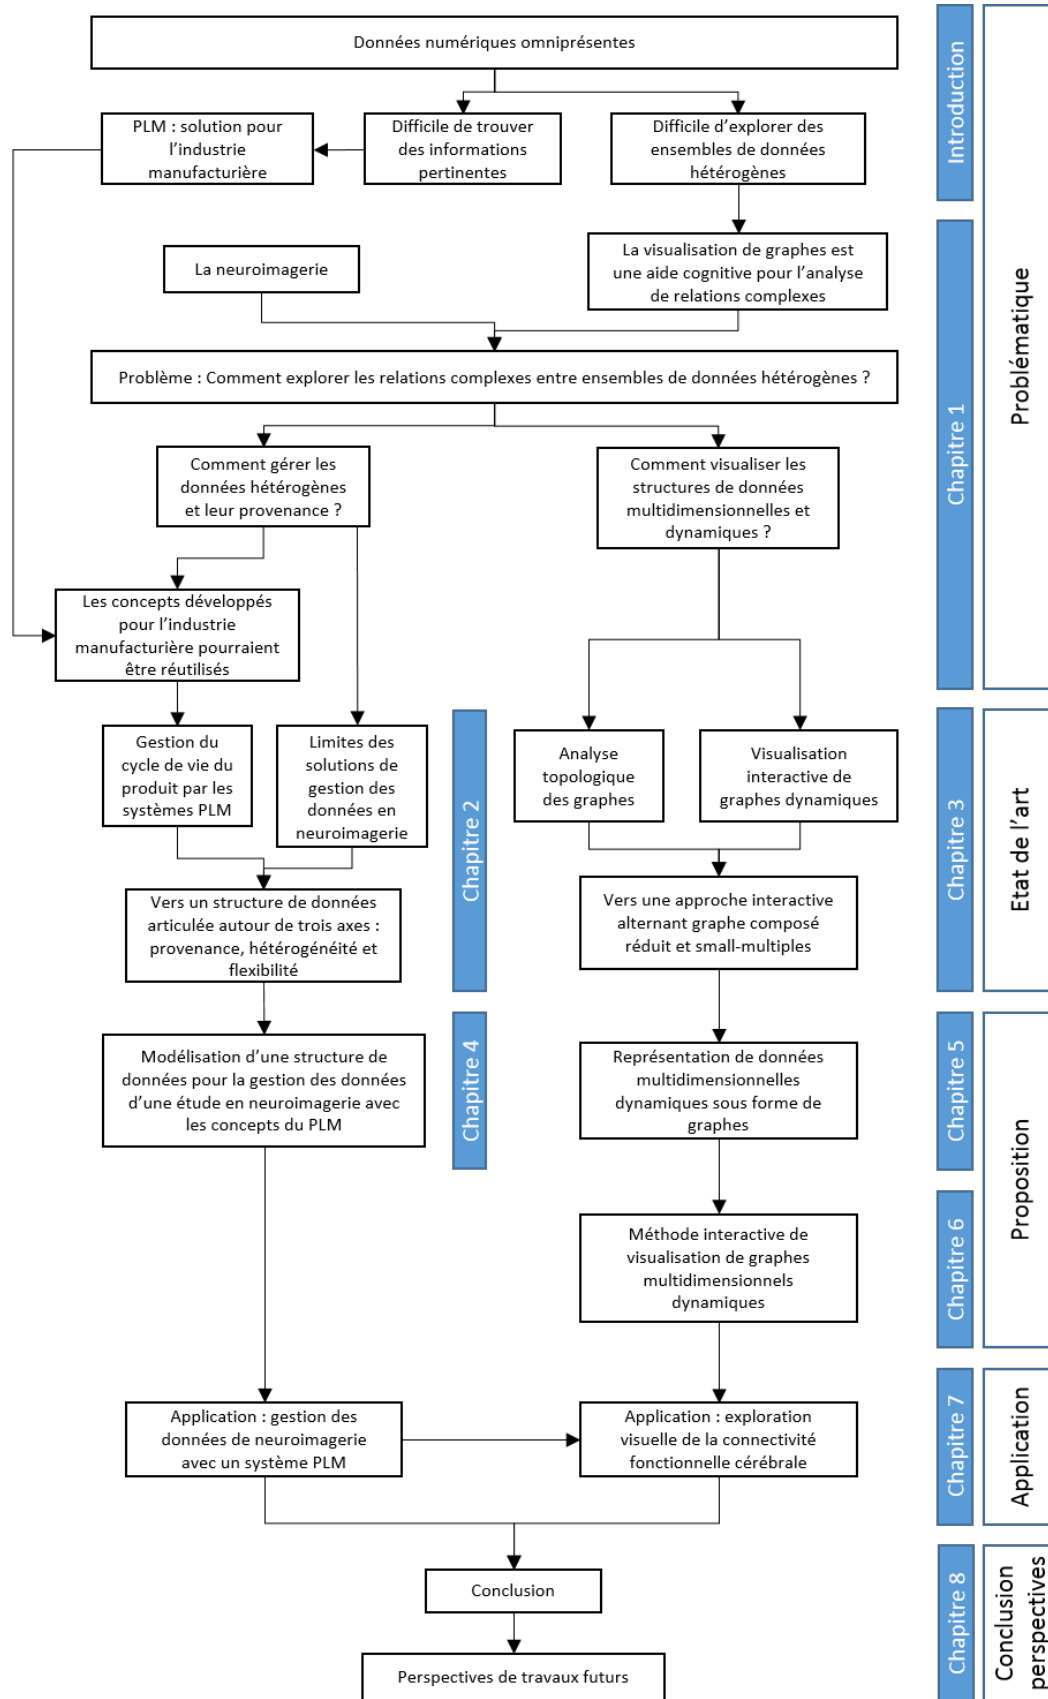 Données numériques omniprésentes
PLM : solution pour
l'industrie
manufacturière
Difficile de trouver
des informations
pertinentes
Difficile d'explorer des
ensembles de données
hétérogènes
La neuroimagerie
La visualisation de graphes est
une aide cognitive pour l'analyse
de relations complexes
Problème : Comment explorer les relations complexes entre ensembles de données hétérogènes ?
Comment gérer les
données hétérogènes
et leur provenance ?
Comment visualiser les
structures de données
multidimensionnelles et
dynamiques ?
Les concepts développés
pour l'industrie
manufacturière pourraient
être réutilisés
Gestion du
cycle de vie du
produit par les
systèmes PLM
Limites des
solutions de
gestion des
données en
neuroimagerie
Analyse
topologique
des graphes
Visualisation
interactive de
graphes dynamiques
Vers un structure de données
articulée autour de trois axes :
provenance, hétérogénéité et
flexibilité
Vers une approche interactive
alternant graphe composé
réduit et small-multiples
Modélisation d'une structure de
données pour la gestion des données
d'une étude en neuroimagerie avec
les concepts du PLM
Représentation de données
multidimensionnelles
dynamiques sous forme de
graphes
Méthode interactive de
visualisation de graphes
multidimensionnels
dynamiques
Application : gestion des
données de neuroimagerie
avec un système PLM
Application : exploration
visuelle de la connectivité
fonctionnelle cérébrale
Conclusion
Perspectives de travaux futurs
Introduction
Chapitre 1
Chapitre 2
Chapitre 3
Chapitre 4
Chapitre 5
Chapitre 6
Chapitre 7
Chapitre 8
Problématique
Etat de l'art
Proposition
Application
Conclusion
perspectives